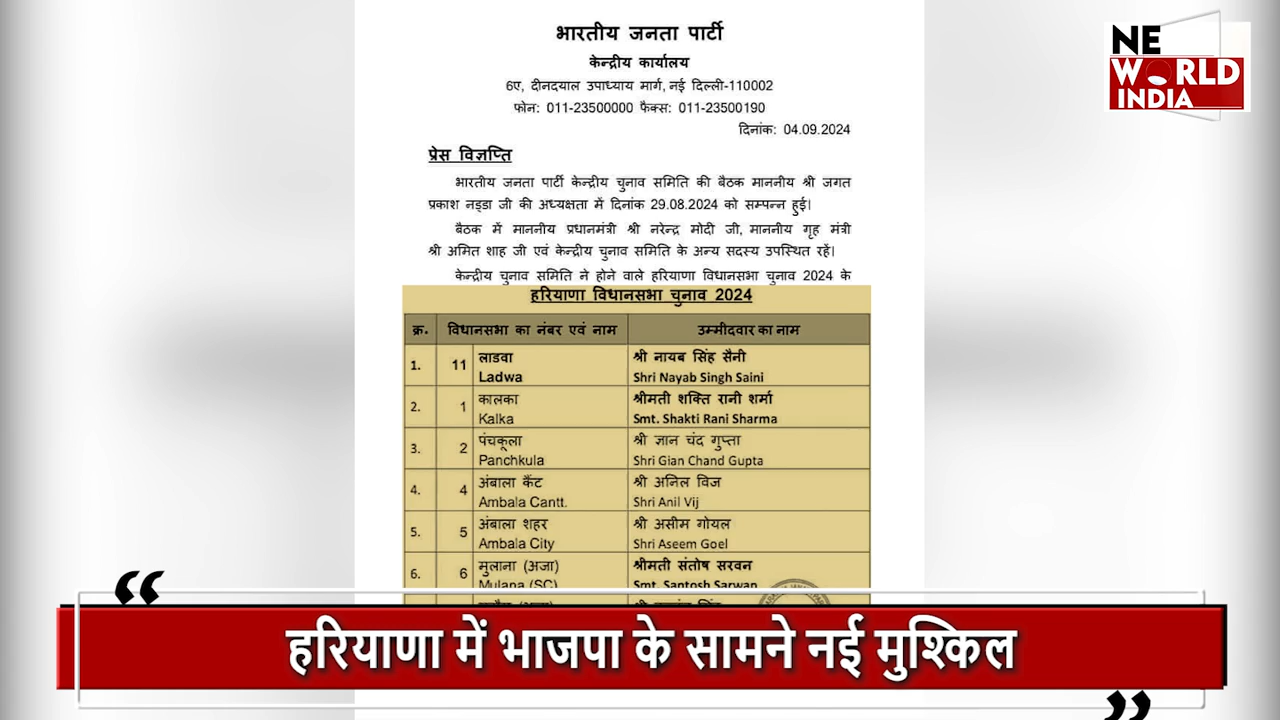 भारतीय जनता पार्टी
केन्द्रीय कार्यालय
6ए, दीनदयाल उपाध्याय मार्ग, नई दिल्ली-110002
फोन: 011-23500000 फैक्स: 011-23500190
दिनांक: 04.09.2024
NE
WORLD
INDIA
प्रेस विज्ञप्ति
भारतीय जनता पार्टी केन्द्रीय चुनाव समिति की बैठक माननीय श्री जगत
प्रकाश नड्डा जी की अध्यक्षता में दिनांक 29.08.2024 को सम्पन्न हुई।
बैठक में माननीय प्रधानमंत्री श्री नरेन्द्र मोदी जी, माननीय गृह मंत्री
श्री अमित शाह जी एवं केन्द्रीय चुनाव समिति के अन्य सदस्य उपस्थित रहें।
केन्द्रीय चुनाव समिति ने होने वाले हरियाणा विधानसभा चुनाव 2024 के
हरियाणा विधानसभा चुनाव 2024
क्र. विधानसभा का नंबर एवं नाम उम्मीदवार का नाम
1. 11 लाडवा श्री नायब सिंह सैनी
Ladwa Shri Nayab Singh Saini
2. 1 कालका श्रीमती शक्ति रानी शर्मा
Kalka Smt. Shakti Rani Sharma
3. 2 पंचकूला श्री ज्ञान चंद गुप्ता
Panchkula Shri Gian Chand Gupta
4. 4 अंबाला कैंट श्री अनिल विज
Ambala Cantt. Shri Anil Vij
5. 5 अंबाला शहर श्री असीम गोयल
Ambala City Shri Aseem Goel
6. 6 मुलाना (अजा) श्रीमती संतोष सरवन
Mulana (SC) Smt. Santosh Sarwan
“
हरियाणा में भाजपा के सामने नई मुश्किल
”